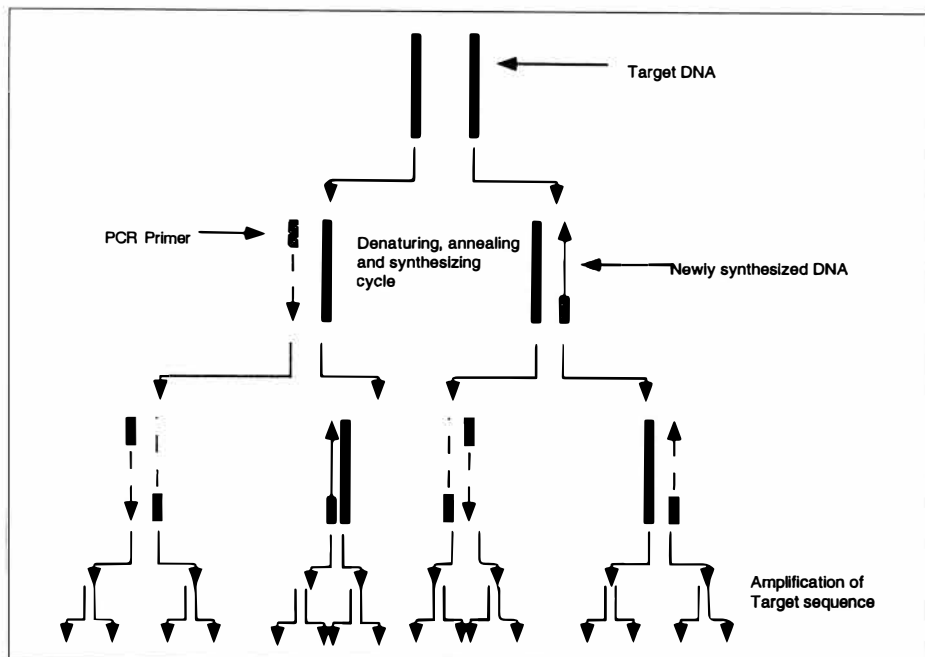 Target DNA
PCR Primer
Denaturing, annealing
and synthesizing
cycle
Newly synthesized DNA
Amplification of
Target sequence